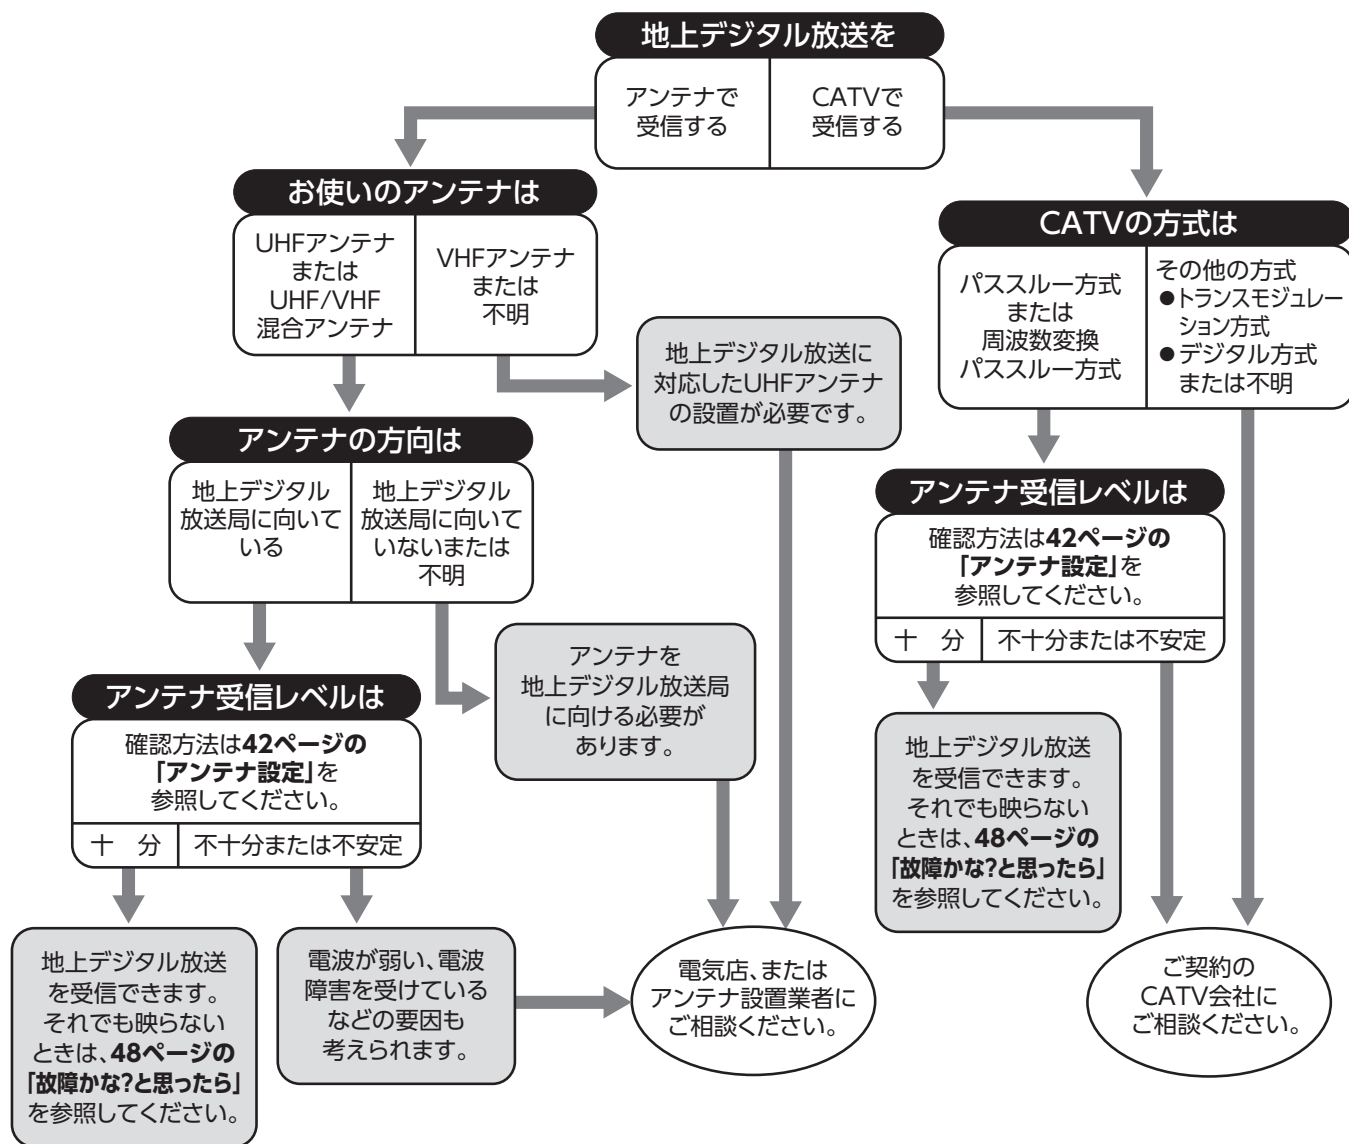 地上デジタル放送を
アンテナで
受信する
CATVで
受信する
お使いのアンテナは
UHFアンテナ
または
UHF/VHF
混合アンテナ
VHFアンテナ
または
不明
CATVの方式は
パススルー方式
または
周波数変換
パススルー方式
その他の方式
●トランスモジュレー
ション方式
●デジタル方式
または不明
地上デジタル放送に
対応したUHFアンテナ
の設置が必要です。
アンテナの方向は
地上デジタル
放送局に向いて
いる
地上デジタル
放送局に向いて
いないまたは
不明
アンテナ受信レベルは
確認方法は42ページの
「アンテナ設定」を
参照してください。
十 分
不十分または不安定
アンテナを
地上デジタル放送局
に向ける必要が
あります。
アンテナ受信レベルは
確認方法は42ページの
「アンテナ設定」を
参照してください。
十 分
不十分または不安定
地上デジタル放送
を受信できます。
それでも映らない
ときは、48ページの
「故障かな?と思ったら」
を参照してください。
地上デジタル放送
を受信できます。
それでも映らない
ときは、48ページの
「故障かな?と思ったら」
を参照してください。
電波が弱い、電波
障害を受けている
などの要因も
考えられます。
電気店、または
アンテナ設置業者に
ご相談ください。
ご契約の
CATV会社に
ご相談ください。